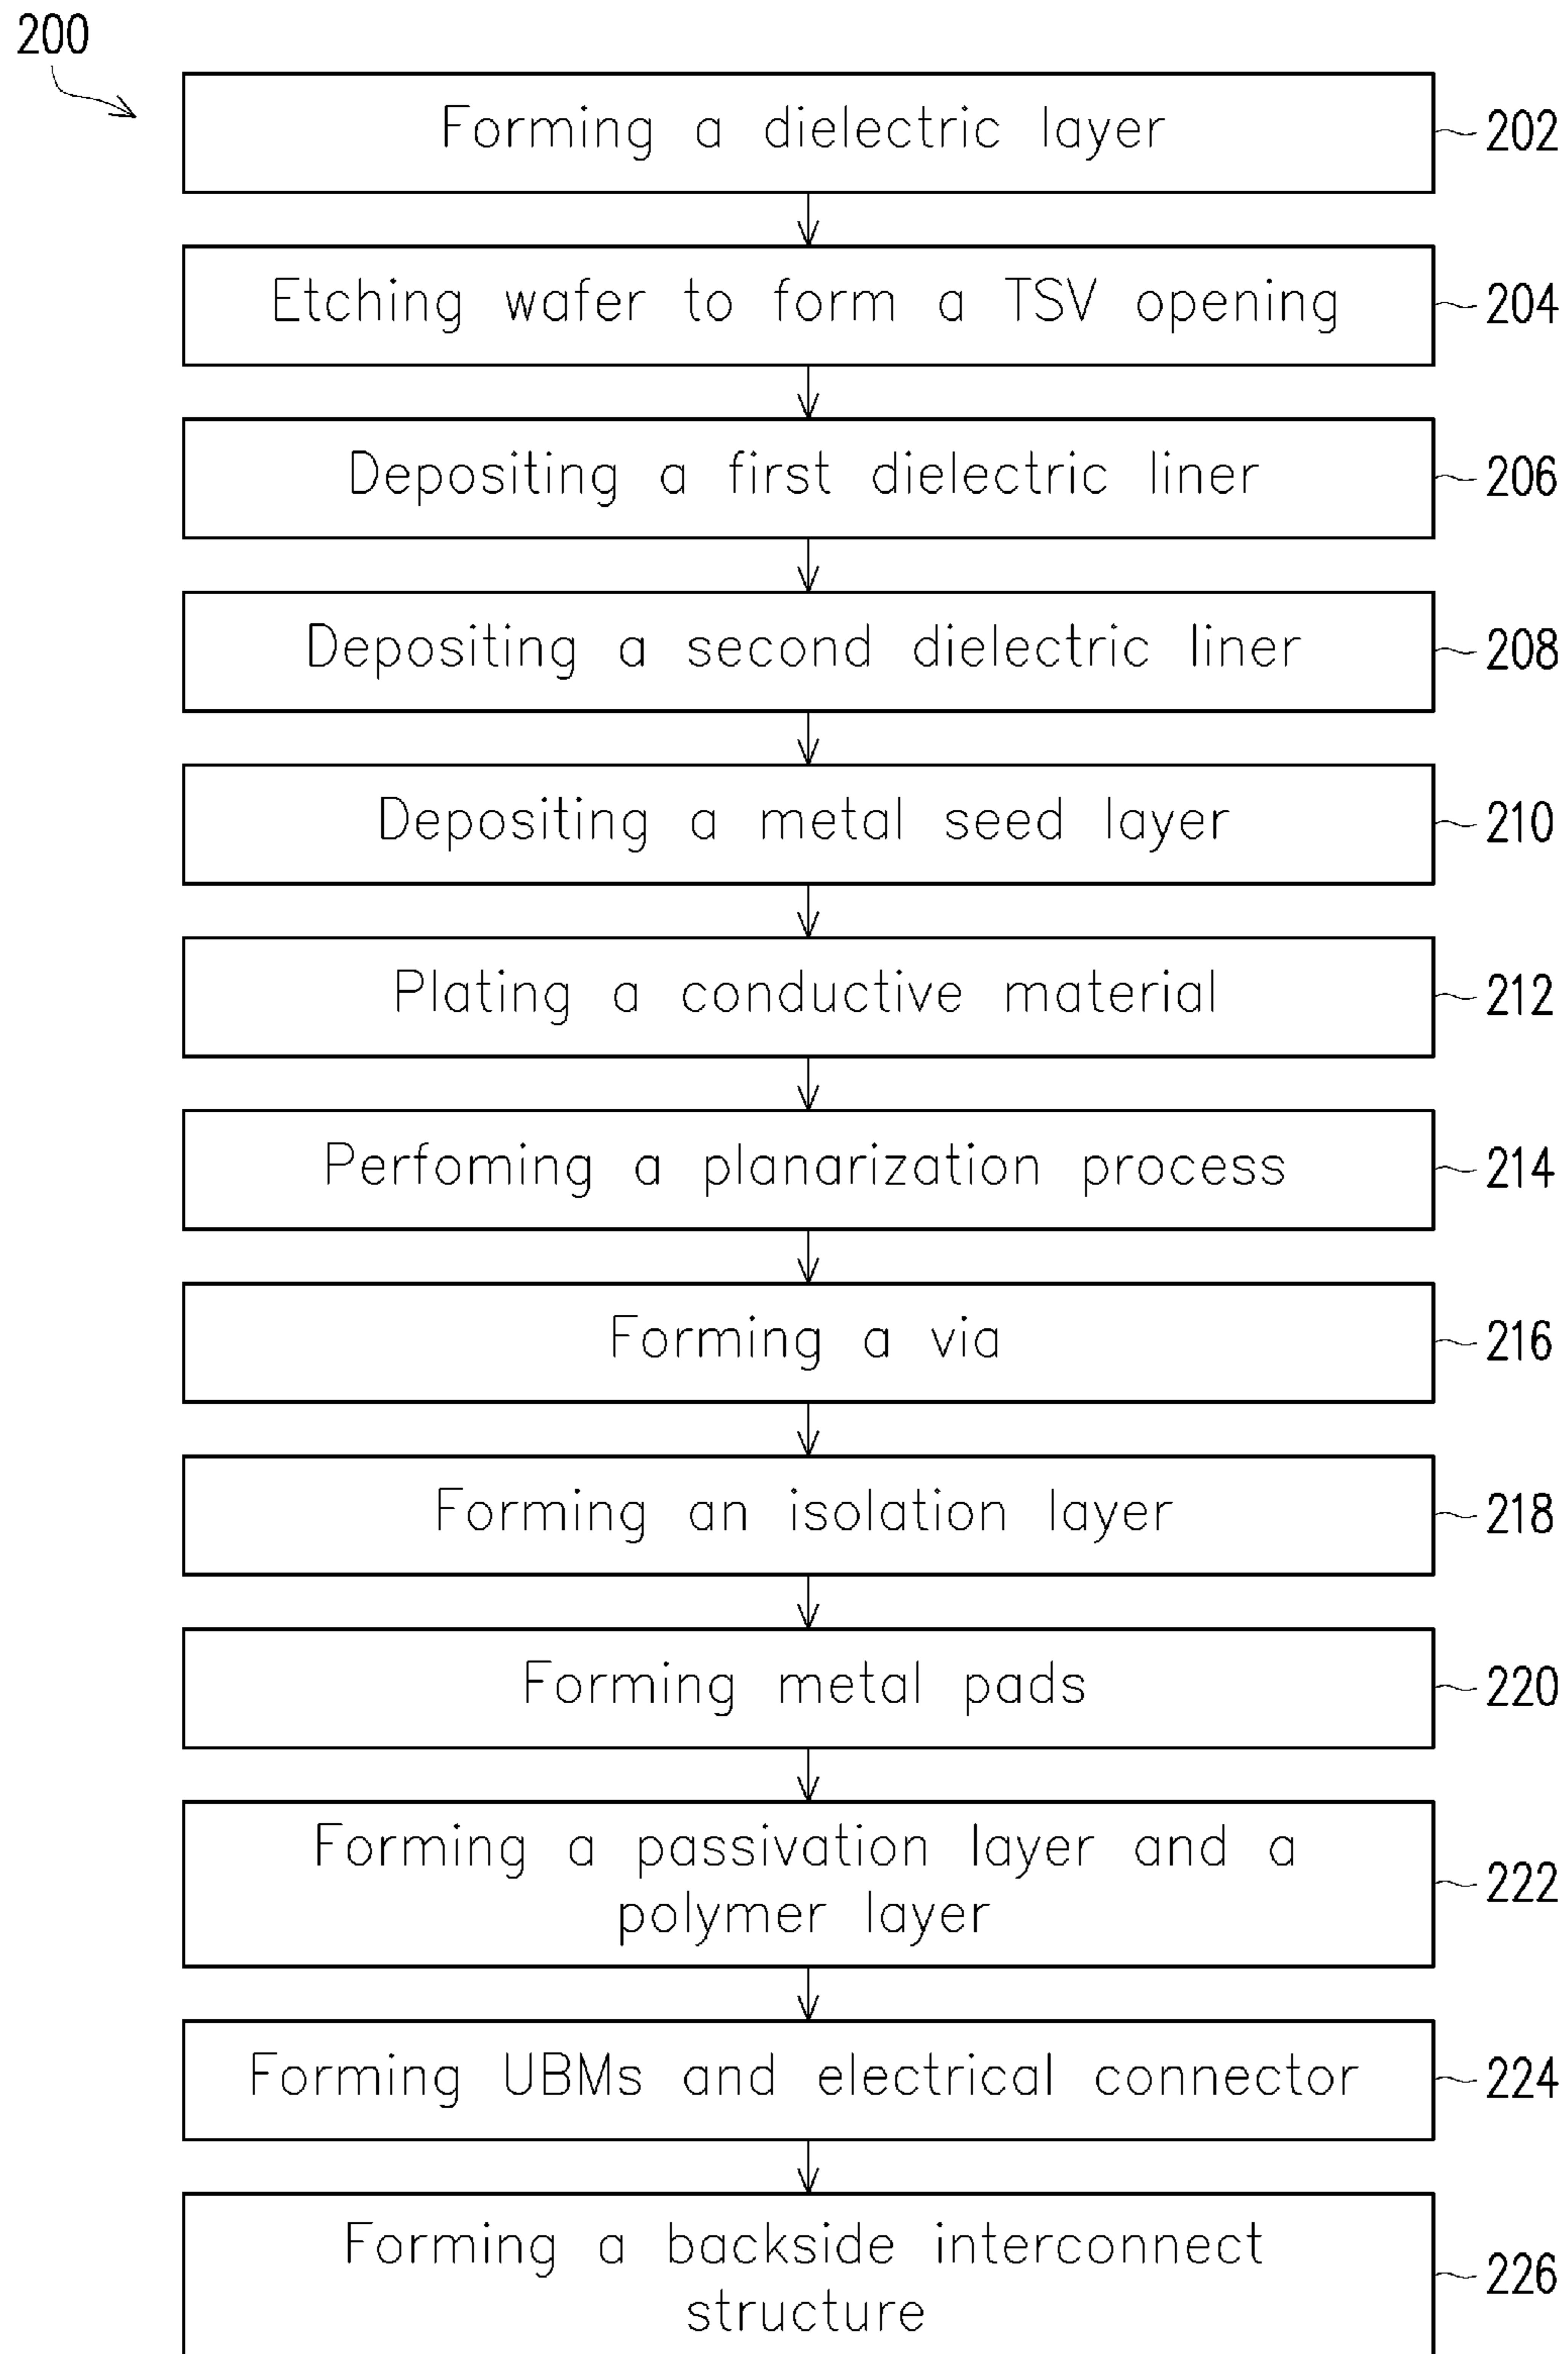 200
Forming a dielectric layer
202
Etching wafer to form a TSV opening
204
Depositing a first dielectric liner
206
Depositing a second dielectric liner
208
Depositing a metal seed layer
210
Plating a conductive material
212
Perfoming a planarization process
214
Forming a via
216
Forming an isolation layer
218
Forming metal pads
220
Forming a passivation layer and a
polymer layer
222
Forming UBMs and electrical connector
224
Forming a backside interconnect
structure
226